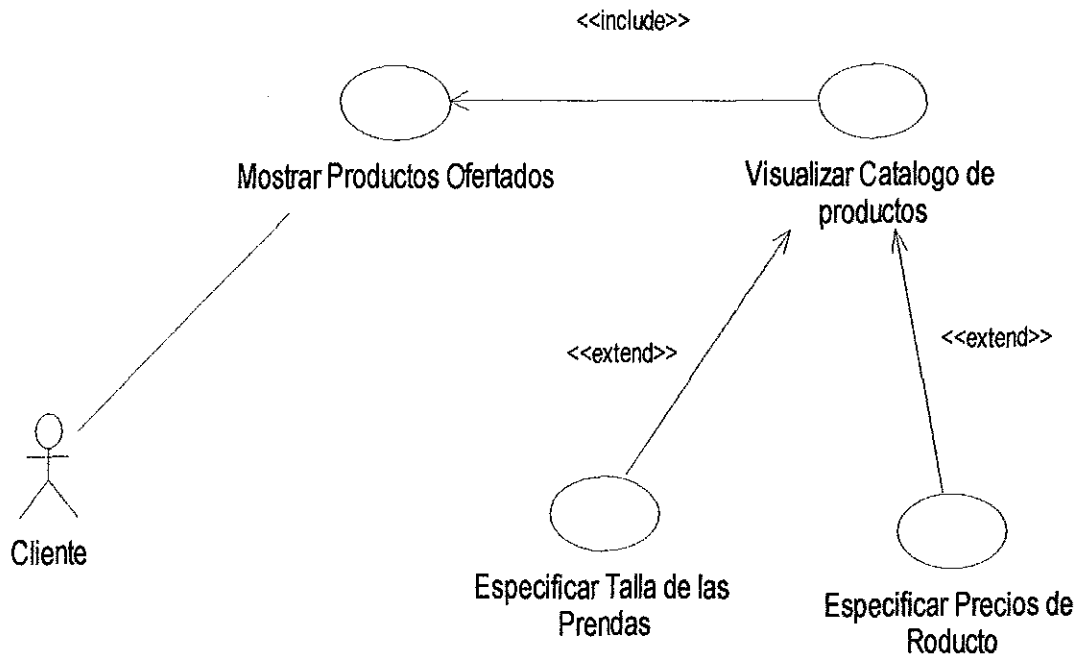 <<include>>
Mostrar Productos Ofertados
Visualizar Catalogo de
productos
<<extend>>
<<extend>>
Cliente
Especificar Talla de las
Prendas
Especificar Precios de
Roducto